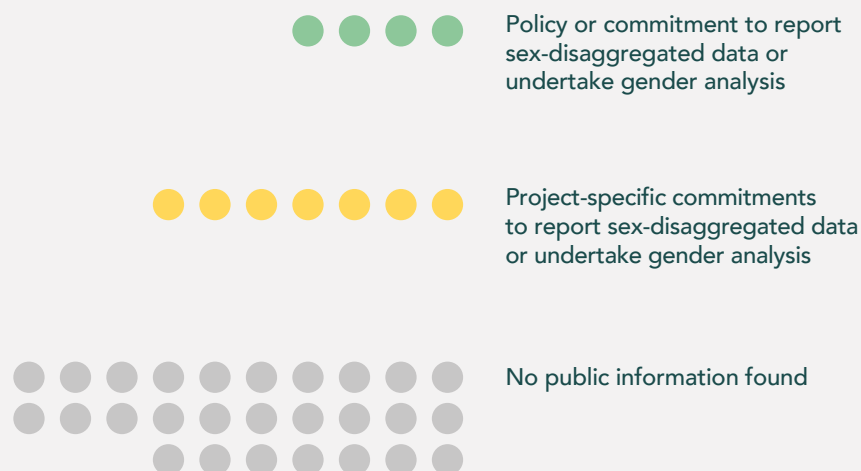 Policy or commitment to report
sex-disaggregated data or
undertake gender analysis
Project-specific commitments
to report sex-disaggregated data
or undertake gender analysis
No public information found